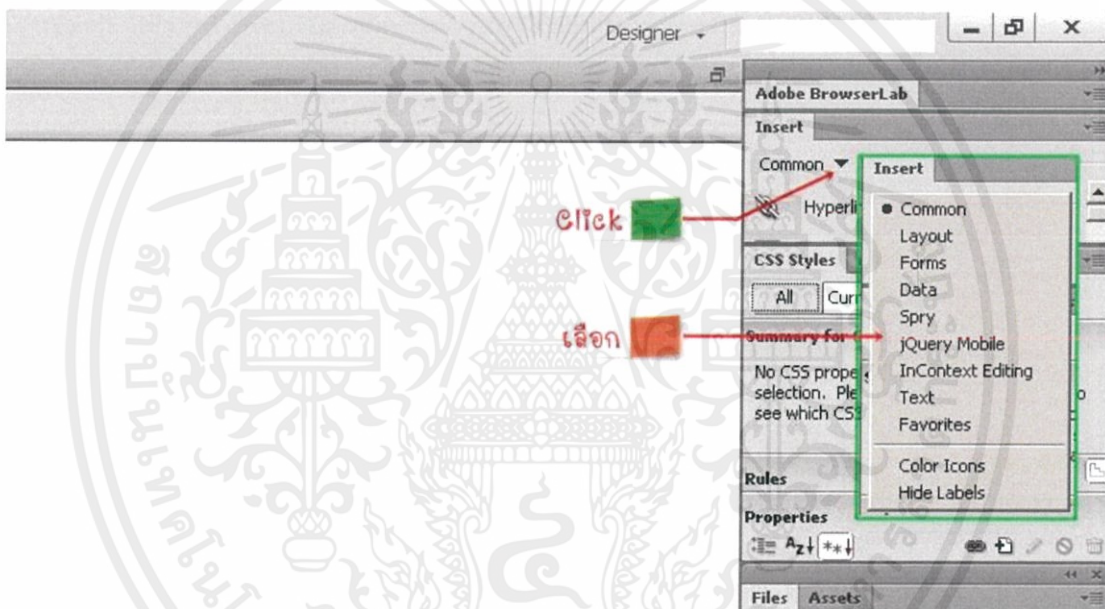 Designer
Adobe BrowserLab
Insert
Common
Insert
Click
Hyperli
Common
Layout
CSS Styles
Forms
All
Curr
Data
Spry
เลือก
Summary for
jQuery Mobile
No CSS prope
InContext Editing
selection. Ple
Text
see which CSS
Favorites
Color Icons
Rules
Hide Labels
Properties
Files
Assets